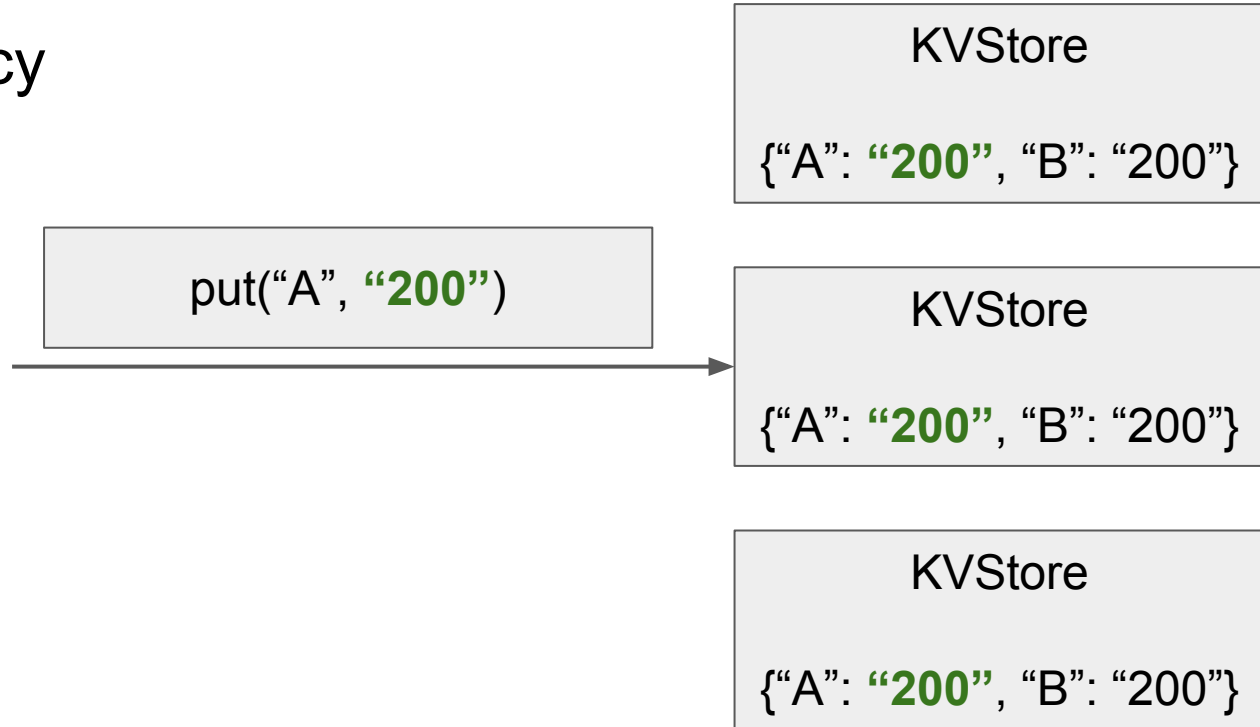 cy
KVStore
{“A”: “200”, “B”: “200”}
put(“A”, “200”)
KVStore
{“A”: “200”, “B”: “200”}
KVStore
{“A”: “200”, “B”: “200”}